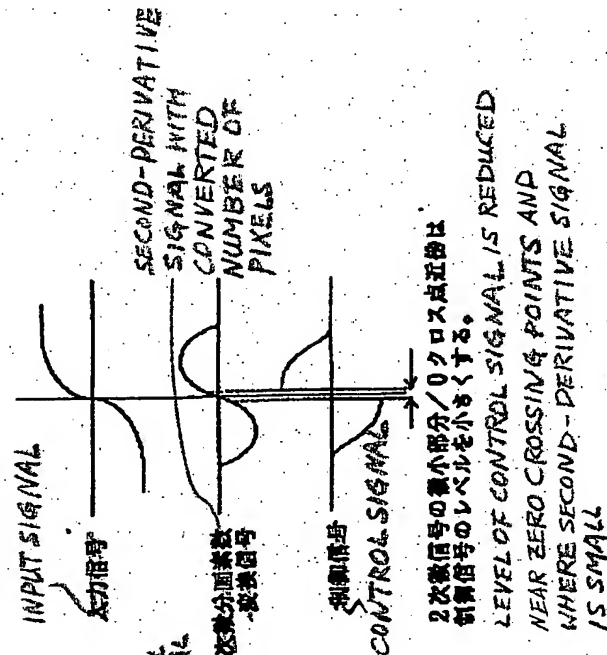 INPUT SIGNAL
入力信号
SECOND-DERIVATIVE
SIGNAL WITH
CONVERTED
NUMBER OF
PIXELS
次微分画素数
変換信号
制御信号
CONTROL SIGNAL
2次微信号の微小部分/0クロス点近傍は
制御信号のレベルを小さくする。
LEVEL OF CONTROL SIGNAL IS REDUCED
NEAR ZERO CROSSING POINTS AND
WHERE SECOND-DERIVATIVE SIGNAL
IS SMALL